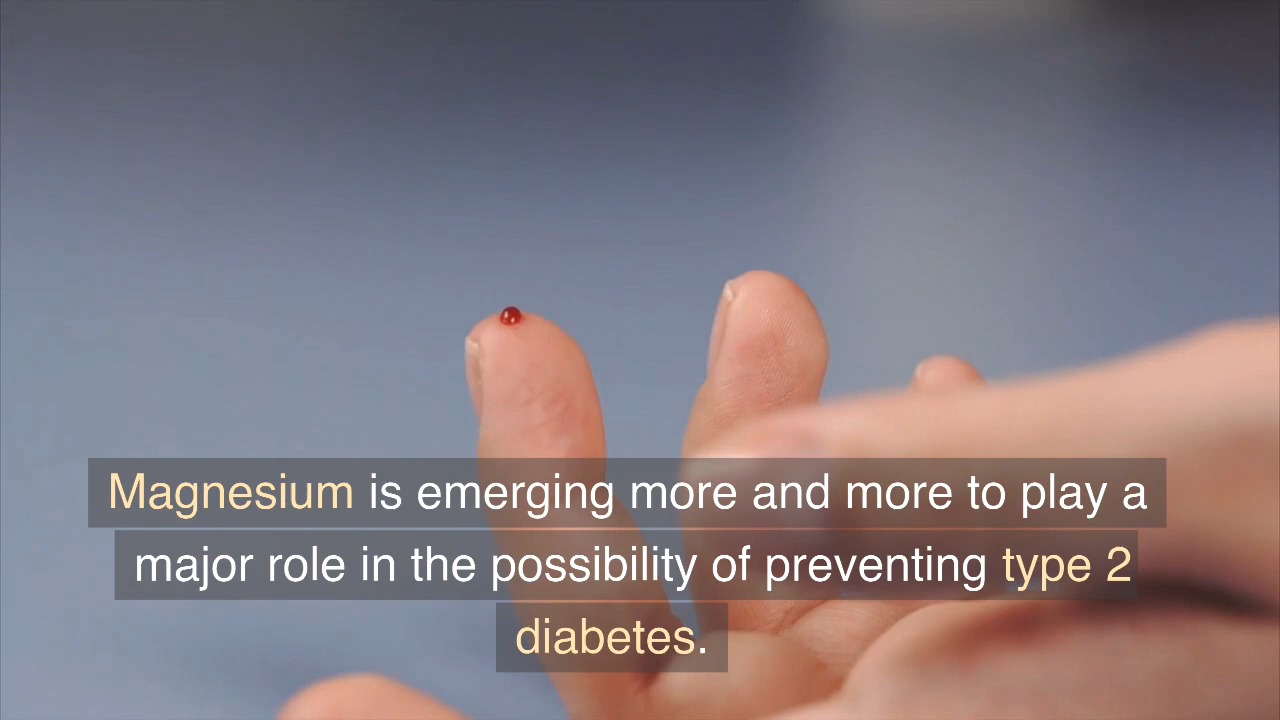 Magnesium is emerging more and more to play a
major role in the possibility of preventing type 2
diabetes.